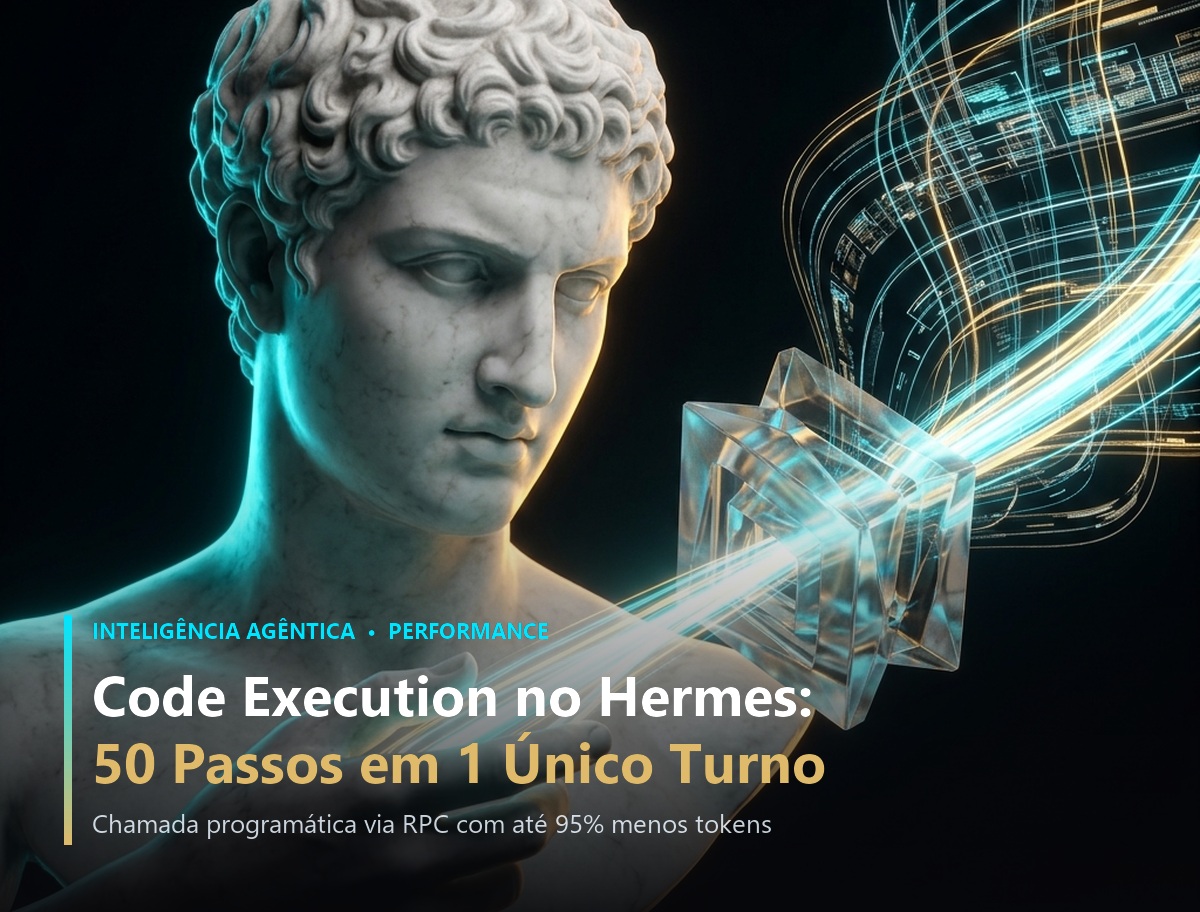 INTELIGÊNCIA AGÊNTICA • PERFORMANCE
Code Execution no Hermes:
50 Passos em 1 Único Turno
Chamada programática via RPC com até 95% menos tokens